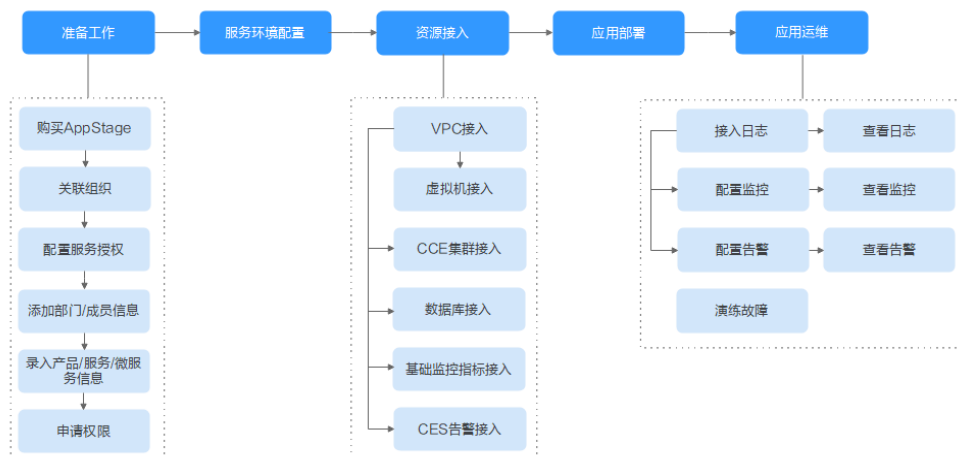 准备工作
服务环境配置
资源接入
应用部署
应用运维
购买AppStage
关联组织
配置服务授权
添加部门/成员信息
录入产品/服务/微服
务信息
申请权限
VPC接入
虚拟机接入
CCE集群接入
数据库接入
基础监控指标接入
CES告警接入
接入日志
查看日志
配置监控
查看监控
配置告警
查看告警
演练故障